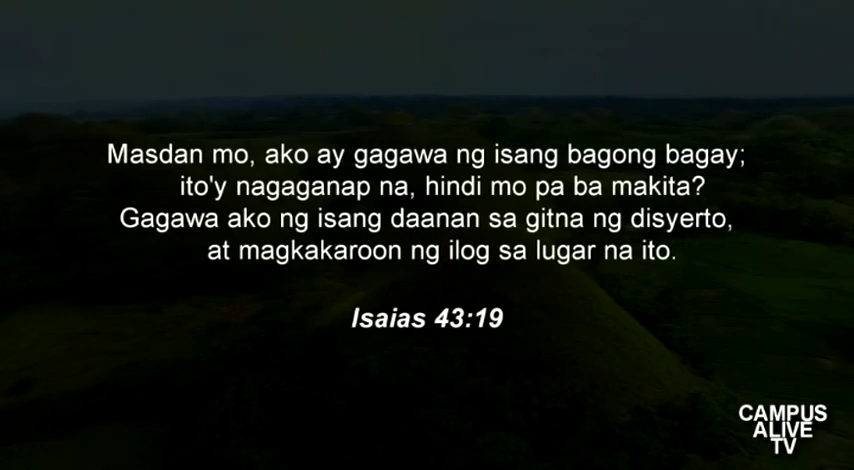 Masdan mo, ako ay gagawa ng isang bagong bagay;
ito'y nagaganap na, hindi mo pa ba makita?
Gagawa ako ng isang daanan sa gitna ng disyerto,
at magkakaroon ng ilog sa lugar na ito.
Isaias 43:19
CAMPUS
ALIVE
TV